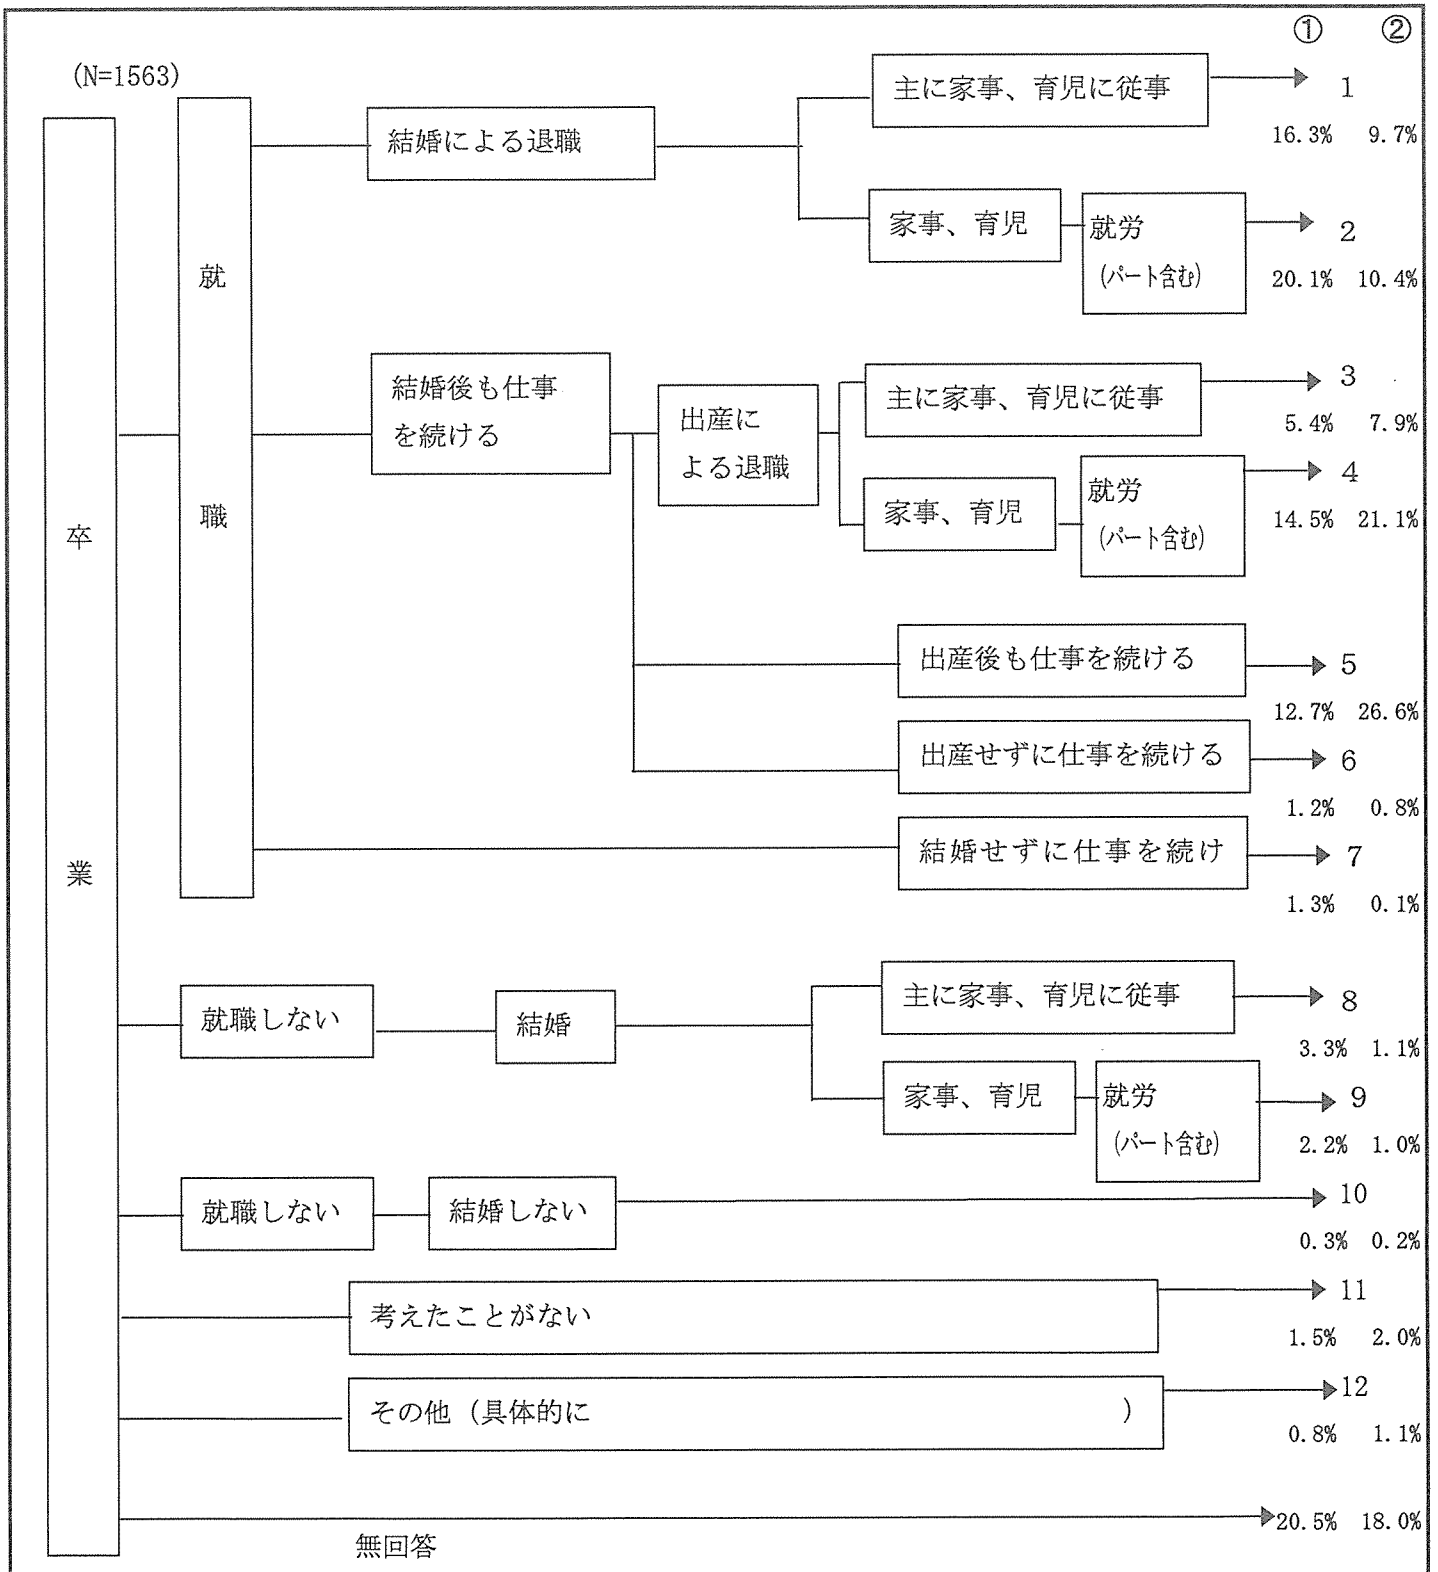 ① ②
(N=1563)
卒業
就職
結婚による退職
主に家事、育児に従事
1
16.3% 9.7%
家事、育児
就労
(パート含む)
2
20.1% 10.4%
結婚後も仕事
を続ける
出産に
よる退職
主に家事、育児に従事
3
5.4% 7.9%
家事、育児
就労
(パート含む)
4
14.5% 21.1%
出産後も仕事を続ける
5
12.7% 26.6%
出産せずに仕事を続ける
6
1.2% 0.8%
結婚せずに仕事を続け
7
1.3% 0.1%
就職しない
結婚
主に家事、育児に従事
8
3.3% 1.1%
家事、育児
就労
(パート含む)
9
2.2% 1.0%
就職しない
結婚しない
10
0.3% 0.2%
考えたことがない
11
1.5% 2.0%
その他（具体的に ）
12
0.8% 1.1%
無回答
20.5% 18.0%